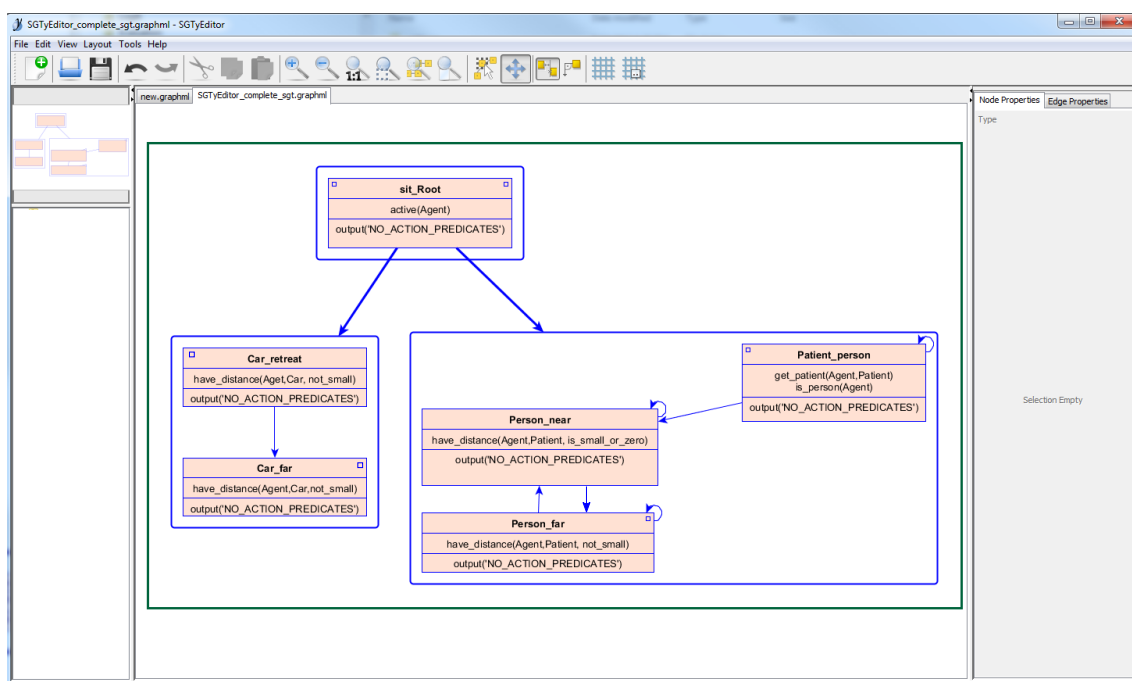 SGTyEditor_complete_sgt.graphml - SGTyEditor
File Edit View Layout Tools Help
1:1
new.graphml SGTyEditor_complete_sgt.graphml
Node Properties Edge Properties
Type
Selection Empty
sit_Root
active(Agent)
output('NO_ACTION_PREDICATES')
Car_retreat
have_distance(Aget,Car, not_small)
output('NO_ACTION_PREDICATES')
Car_far
have_distance(Agent,Car,not_small)
output('NO_ACTION_PREDICATES')
Patient_person
get_patient(Agent,Patient)
is_person(Agent)
output('NO_ACTION_PREDICATES')
Person_near
have_distance(Agent,Patient, is_small_or_zero)
output('NO_ACTION_PREDICATES')
Person_far
have_distance(Agent,Patient, not_small)
output('NO_ACTION_PREDICATES')